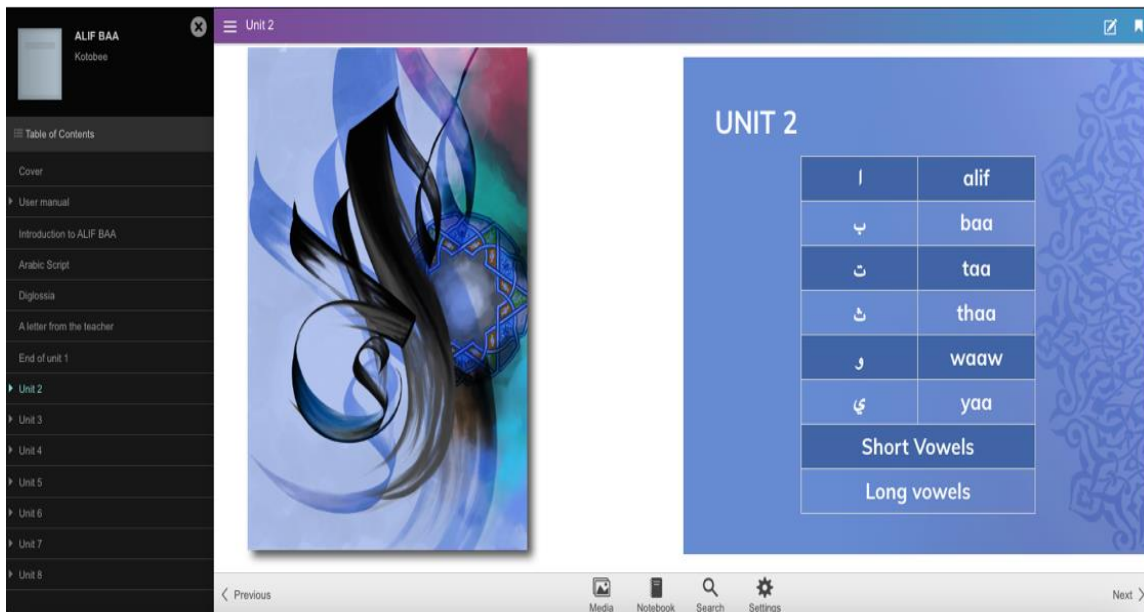 ALIF BAA
Kotobee
Table of Contents
Cover
User manual
Introduction to ALIF BAA
Arabic Script
Diglossia
A letter from the teacher
End of unit 1
Unit 2
Unit 3
Unit 4
Unit 5
Unit 6
Unit 7
Unit 8
Unit 2
UNIT 2
ا alif
ب baa
ت taa
ث thaa
و waaw
ي yaa
Short Vowels
Long vowels
Previous
Media Notebook Search Settings
Next